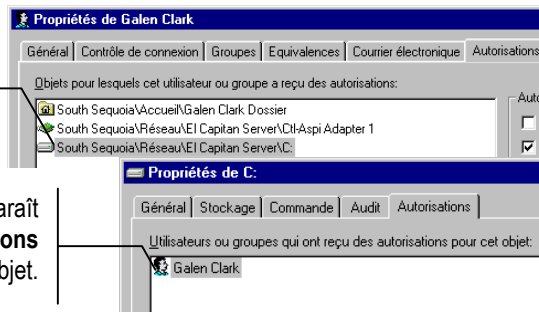 Propriétés de Galen Clark
Général Contrôle de connexion Groupes Equivalences Courrier électronique Autorisations
Objets pour lesquels cet utilisateur ou groupe a reçu des autorisations:
South Sequoia\Accueil\Galen Clark Dossier
South Sequoia\Réseau\El Capitan Server\Ctl-Aspi Adapter 1
South Sequoia\Réseau\El Capitan Server\C:
Propriétés de C:
Général Stockage Commande Audit Autorisations
Utilisateurs ou groupes qui ont reçu des autorisations pour cet objet:
Galen Clark